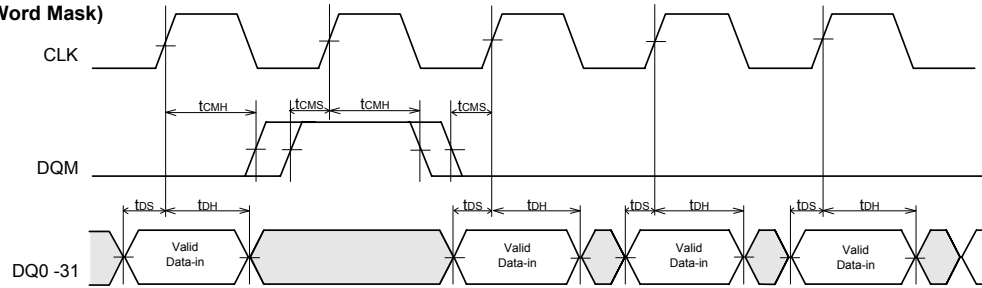 Word Mask)
CLK
tCMH tCMS tCMH tCMS
DQM
tDS tDH tDS tDH tDS tDH tDS tDH
Valid Valid Valid Valid
Data-in Data-in Data-in Data-in
DQ0 -31